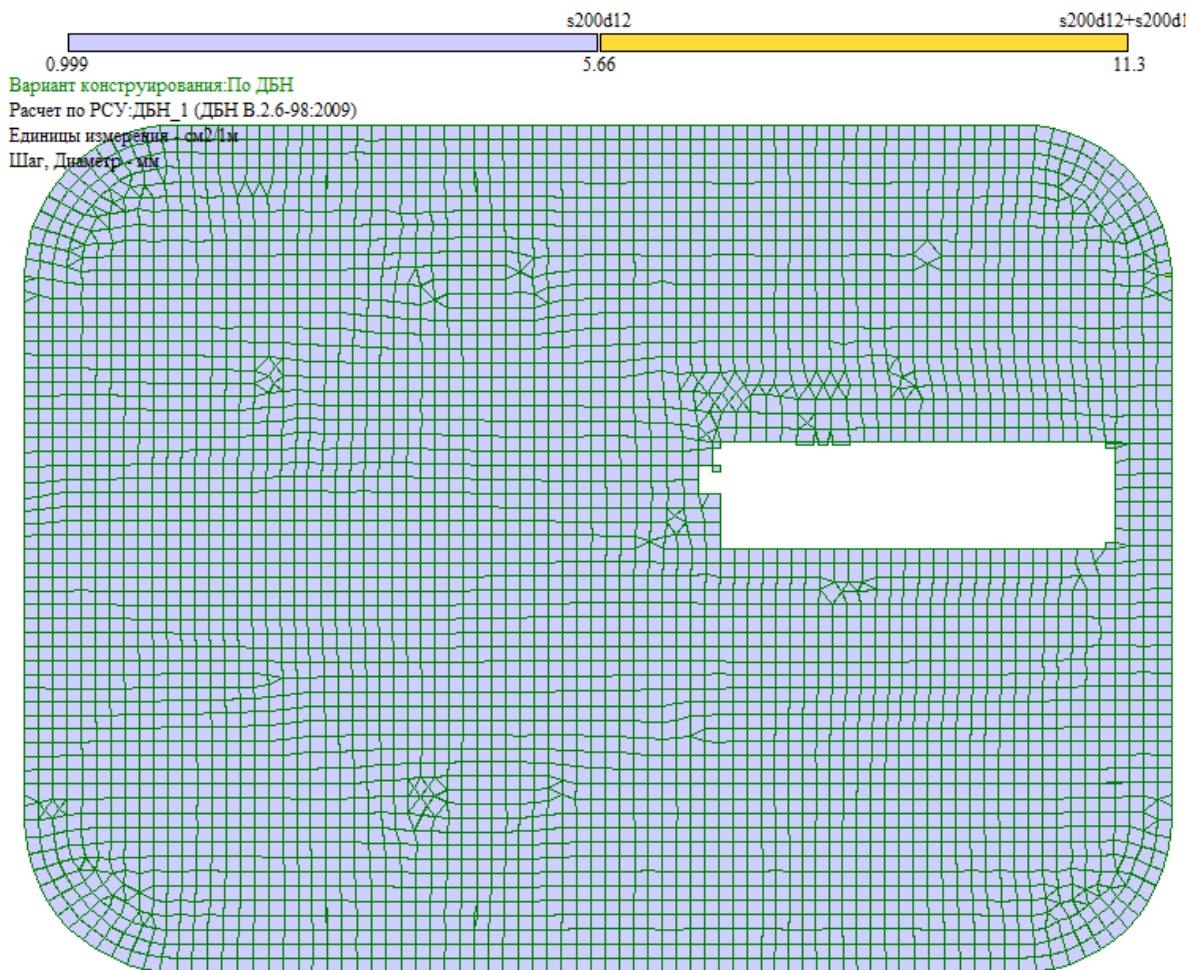 s200d12 s200d12+s200d1
0.999 5.66 11.3
Вариант конструирования:По ДБН
Расчет по РСУ:ДБН_1 (ДБН В.2.6-98:2009)
Единицы измерения - см2/1м
Шаг, Диаметр - мм